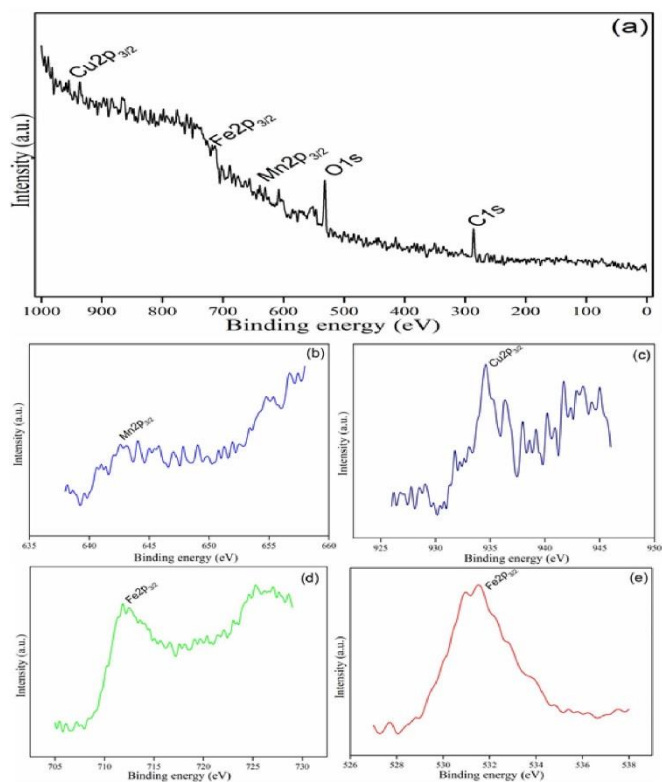 (a)
Cu2p3/2
Fe2p3/2
Mn2p3/2
O1s
C1s
Intensity (a.u.)
1000 900 800 700 600 500 400 300 200 100 0
Binding energy (eV)
(b)
Mn2p3/2
Intensity (a.u.)
635 640 645 650 655 660
Binding energy (eV)
(c)
Cu2p3/2
Intensity (a.u.)
925 930 935 940 945 950
Binding energy (eV)
(d)
Fe2p3/2
Intensity (a.u.)
705 710 715 720 725 730
Binding energy (eV)
(e)
Fe2p3/2
Intensity (a.u.)
526 528 530 532 534 536 538
Binding energy (eV)